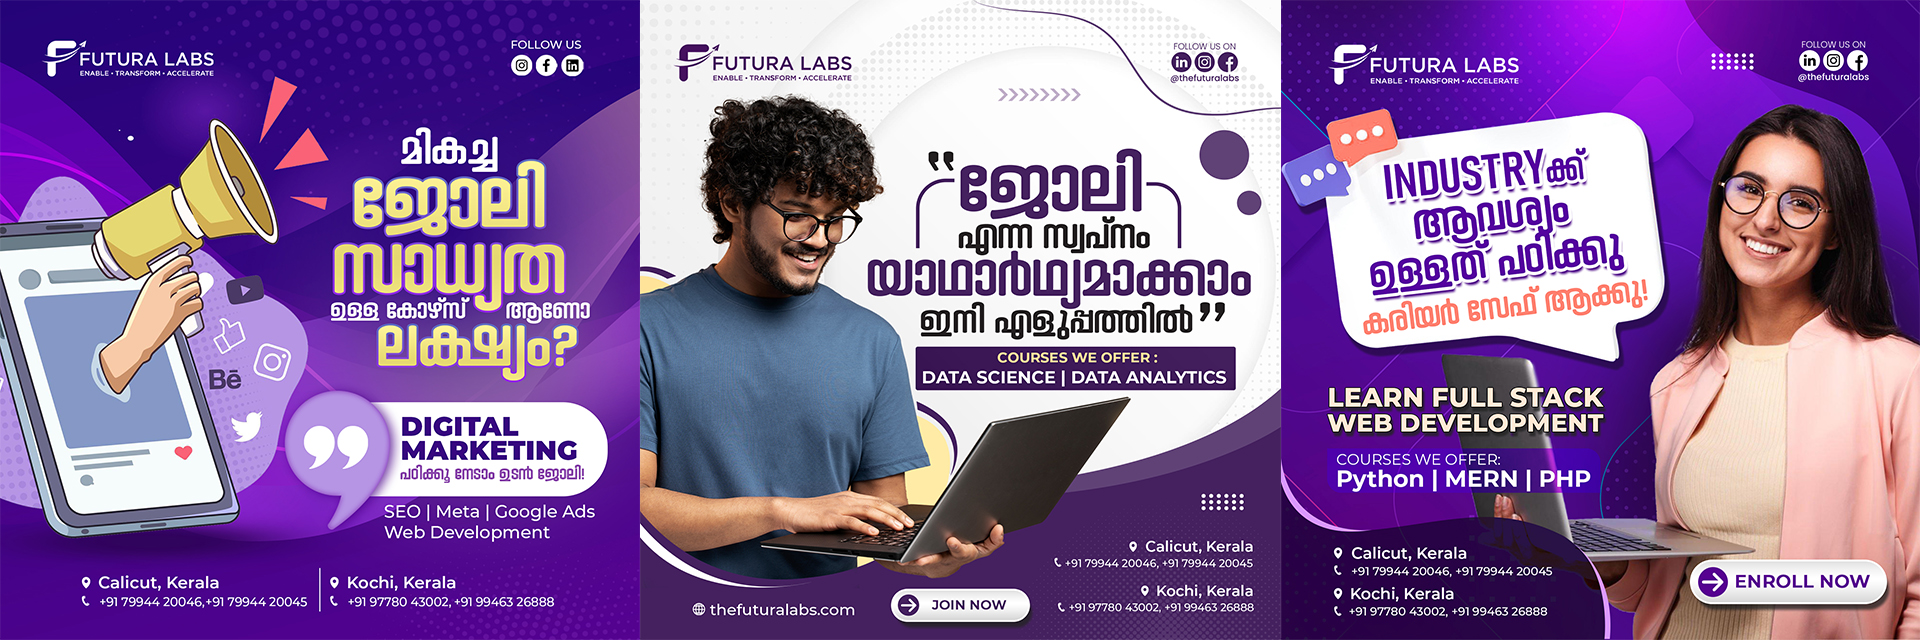 FUTURA LABS
ENABLE • TRANSFORM • ACCELERATE
FOLLOW US
മികച്ച
ജോലി
സാധ്യത
ഉള്ള കോഴ്സ് ആണോ
ലക്ഷ്യം?
Bē
DIGITAL
MARKETING
പഠിക്കൂ നേടാം ഉടൻ ജോലി!
SEO | Meta | Google Ads
Web Development
Calicut, Kerala
+91 79944 20046,+91 79944 20045
Kochi, Kerala
+91 97780 43002, +91 99463 26888
FUTURA LABS
ENABLE • TRANSFORM • ACCELERATE
FOLLOW US ON
@thefuturalabs
"ജോലി
എന്ന സ്വപ്നം
യാഥാർഥ്യമാക്കാം
ഇനി എളുപ്പത്തിൽ"
COURSES WE OFFER :
DATA SCIENCE | DATA ANALYTICS
Calicut, Kerala
+91 79944 20046, +91 79944 20045
Kochi, Kerala
+91 97780 43002, +91 99463 26888
thefuturalabs.com
JOIN NOW
FUTURA LABS
ENABLE • TRANSFORM • ACCELERATE
FOLLOW US ON
@thefuturalabs
INDUSTRYക്ക്
ആവശ്യം
ഉള്ളത് പഠിക്കൂ
കരിയർ സേഫ് ആക്കൂ!
LEARN FULL STACK
WEB DEVELOPMENT
COURSES WE OFFER:
Python | MERN | PHP
Calicut, Kerala
+91 79944 20046, +91 79944 20045
Kochi, Kerala
+91 97780 43002, +91 99463 26888
ENROLL NOW